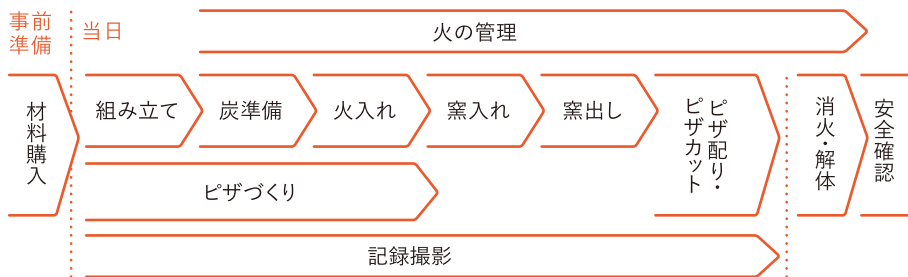 事前
準備
当日
火の管理
材料購入
組み立て
炭準備
火入れ
窯入れ
窯出し
ピザ配り・
ピザカット
消火・解体
安全確認
ピザづくり
記録撮影